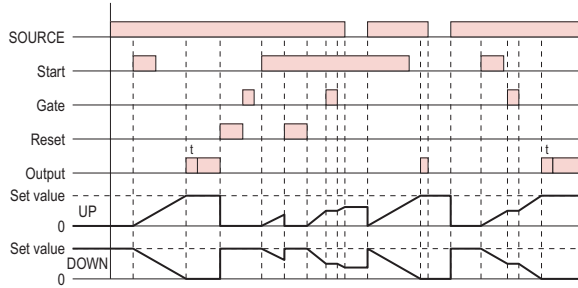 SOURCE
Start
Gate
Reset
t
t
Output
Set value
UP
0
Set value
DOWN
0